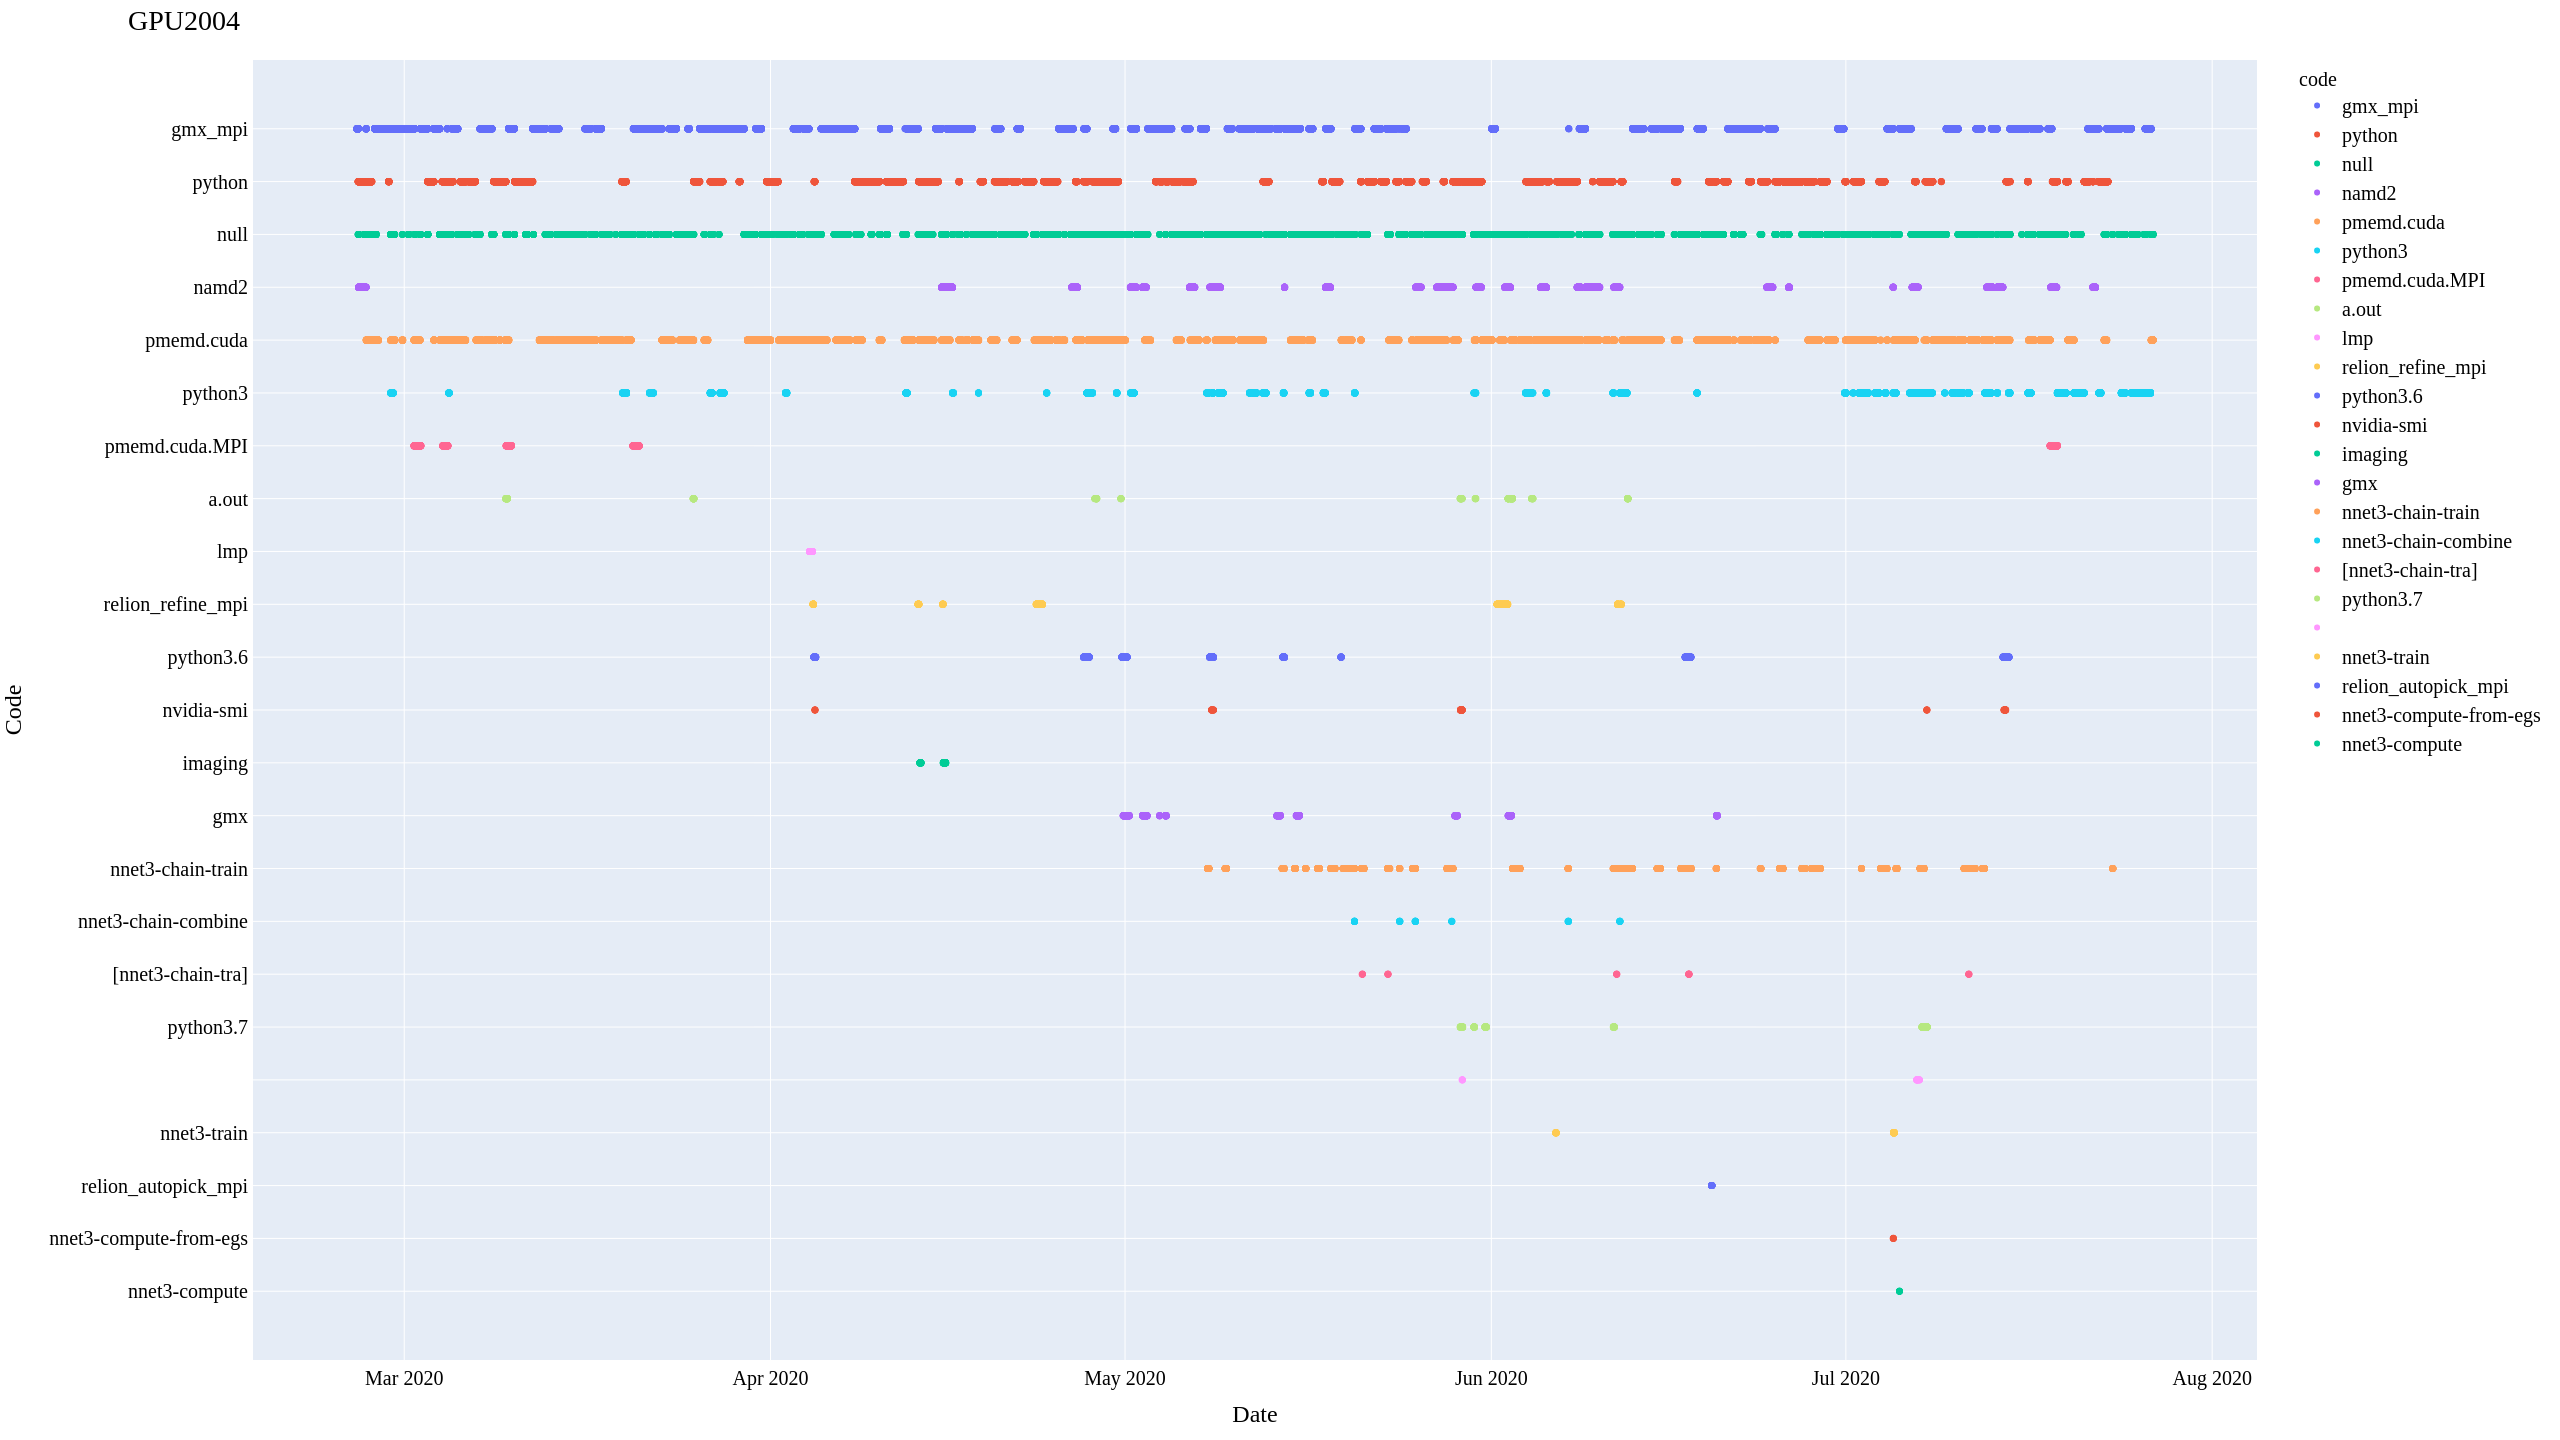 GPU2004
gmx_mpi
python
null
namd2
pmemd.cuda
python3
pmemd.cuda.MPI
a.out
lmp
relion_refine_mpi
python3.6
nvidia-smi
imaging
gmx
nnet3-chain-train
nnet3-chain-combine
[nnet3-chain-tra]
python3.7
nnet3-train
relion_autopick_mpi
nnet3-compute-from-egs
nnet3-compute
Code
Mar 2020 Apr 2020 May 2020 Jun 2020 Jul 2020 Aug 2020
Date
code
gmx_mpi
python
null
namd2
pmemd.cuda
python3
pmemd.cuda.MPI
a.out
lmp
relion_refine_mpi
python3.6
nvidia-smi
imaging
gmx
nnet3-chain-train
nnet3-chain-combine
[nnet3-chain-tra]
python3.7
nnet3-train
relion_autopick_mpi
nnet3-compute-from-egs
nnet3-compute